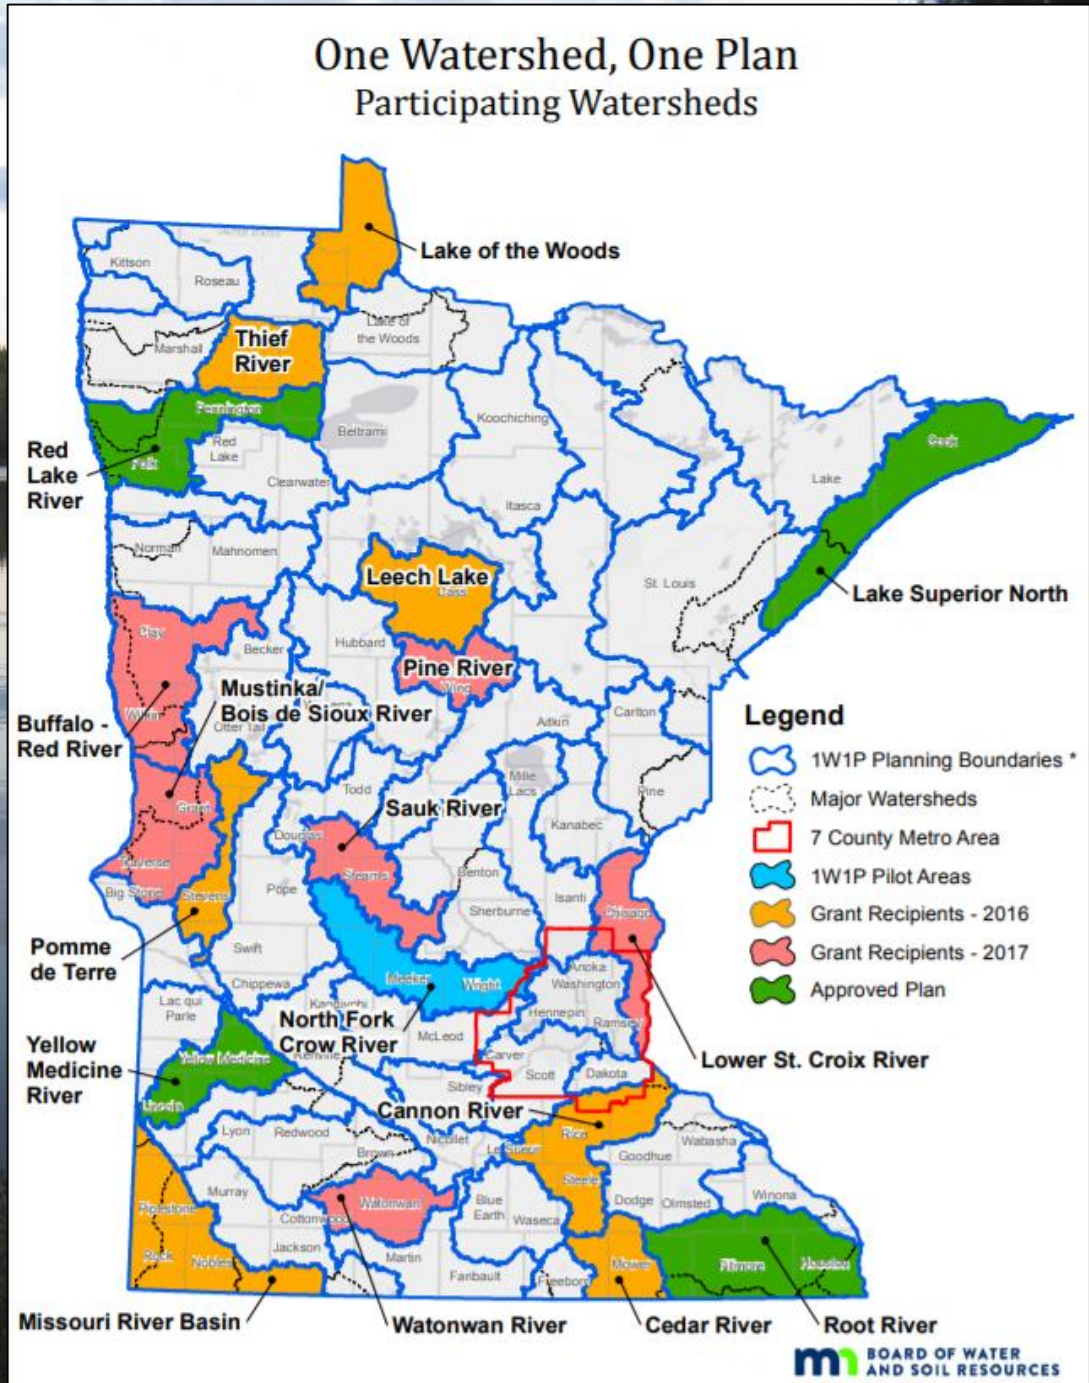 One Watershed, One Plan
Participating Watersheds
Lake of the Woods
Kittson
Roseau
Lake of
the Woods
Marshall
Thief
River
Pennington
Red
Lake
River
Red
Lake
Polk
Beltrami
Koochiching
Cook
Lake
Clearwater
Itasca
Norman
Mahnomen
Leech Lake
Cass
St. Louis
Lake Superior North
Clay
Becker
Hubbard
Pine River
Wing
Mustinka/
Bois de Sioux River
Buffalo -
Red River
Wilkin
Otter Tail
Aitkin
Carlton
Legend
1W1P Planning Boundaries *
Major Watersheds
7 County Metro Area
1W1P Pilot Areas
Grant Recipients - 2016
Grant Recipients - 2017
Approved Plan
Grant
Todd
Mille
Lacs
Pine
Sauk River
Kanabec
Douglas
Traverse
Big Stone
Stevens
Pope
Stearns
Benton
Isanti
Sherburne
Chisago
Pomme
de Terre
Swift
Chippewa
Meeker
Wright
Anoka
Washington
Lac qui
Parle
Kandiyohi
North Fork
Crow River
McLeod
Hennepin
Ramsey
Lower St. Croix River
Yellow
Medicine
River
Yellow Medicine
Renville
Carver
Scott
Dakota
Sibley
Lincoln
Cannon River
Lyon
Redwood
Brown
Nicollet
Le Sueur
Rice
Goodhue
Wabasha
Steele
Pipestone
Murray
Cottonwood
Watonwan
Blue
Earth
Waseca
Dodge
Olmsted
Winona
Rock
Nobles
Jackson
Martin
Faribault
Freeborn
Mower
Fillmore
Houston
Missouri River Basin
Watonwan River
Cedar River
Root River
mn BOARD OF WATER
AND SOIL RESOURCES